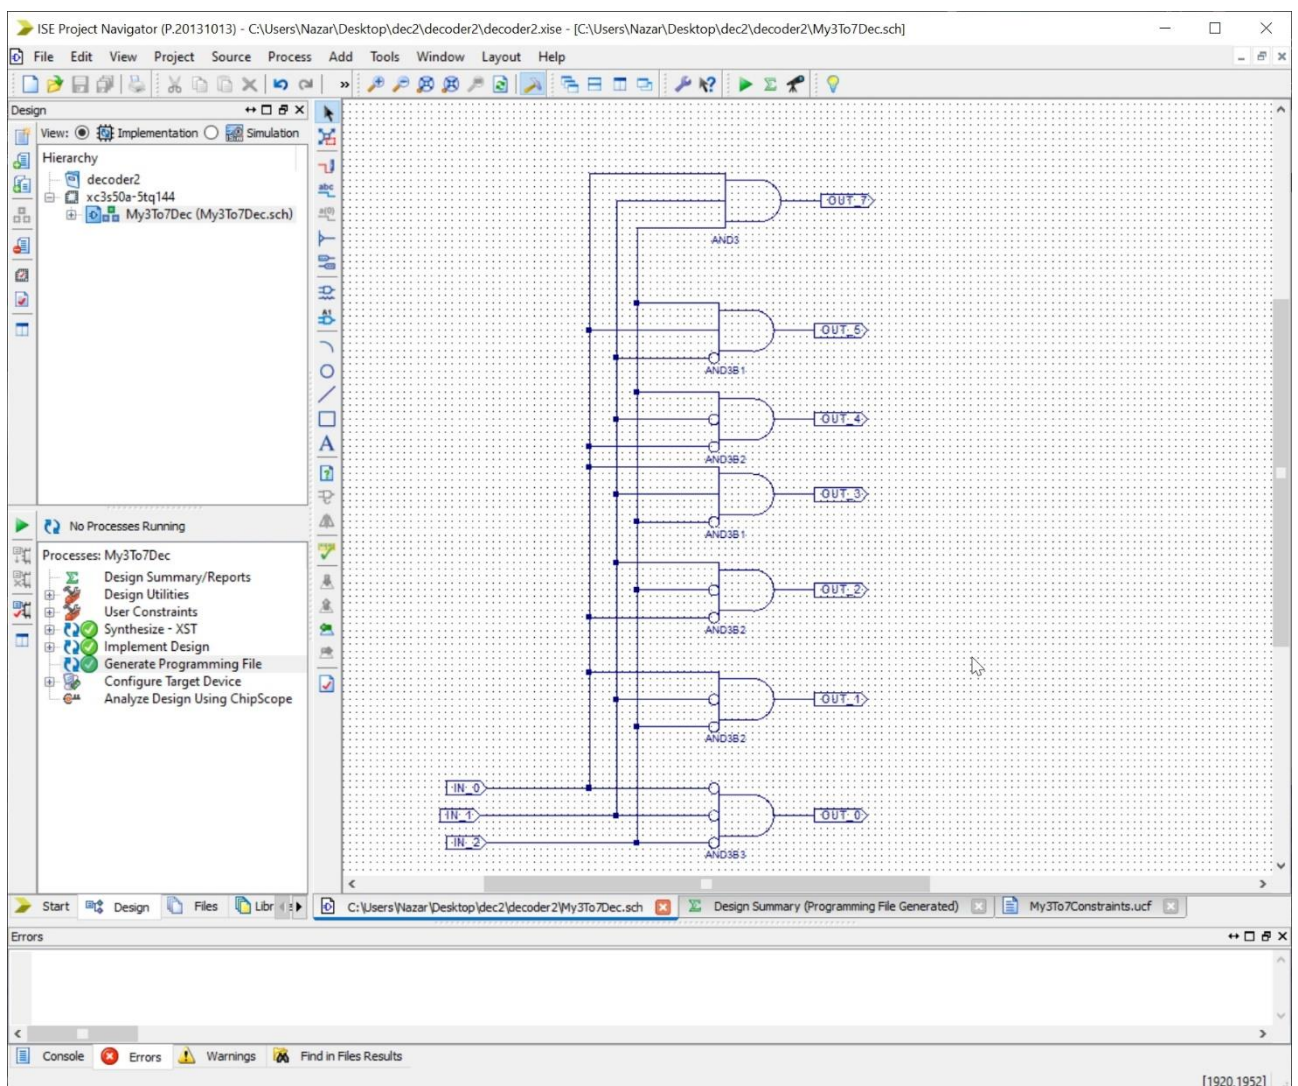 ISE Project Navigator (P.20131013) - C:\Users\Nazar\Desktop\dec2\decoder2\decoder2.xise - [C:\Users\Nazar\Desktop\dec2\decoder2\My3To7Dec.sch]
File Edit View Project Source Process Add Tools Window Layout Help
Design
View: Implementation Simulation
Hierarchy
decoder2
xc3s50a-5tq144
My3To7Dec (My3To7Dec.sch)
No Processes Running
Processes: My3To7Dec
Design Summary/Reports
Design Utilities
User Constraints
Synthesize - XST
Implement Design
Generate Programming File
Configure Target Device
Analyze Design Using ChipScope
Start Design Files Libr
abc
a(0)
A1
A
OUT_7
AND3
OUT_5
AND3B1
OUT_4
AND3B2
OUT_3
AND3B1
OUT_2
AND3B2
OUT_1
AND3B2
IN_0
IN_1
OUT_0
IN_2
AND3B3
C:\Users\Nazar\Desktop\dec2\decoder2\My3To7Dec.sch Design Summary (Programming File Generated) My3To7Constraints.ucf
Errors
Console Errors Warnings Find in Files Results
[1920,1952]